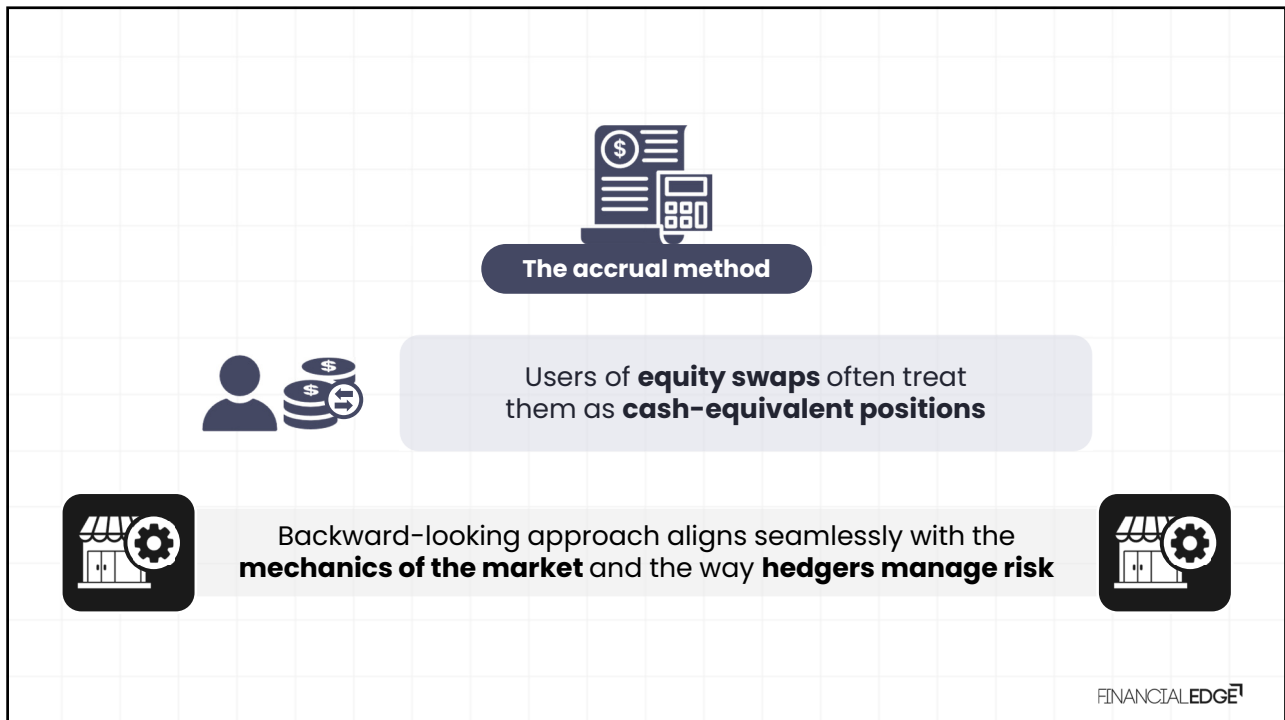 $
The accrual method
$
$
Users of equity swaps often treat
them as cash-equivalent positions
Backward-looking approach aligns seamlessly with the
mechanics of the market and the way hedgers manage risk
FINANCIALEDGE